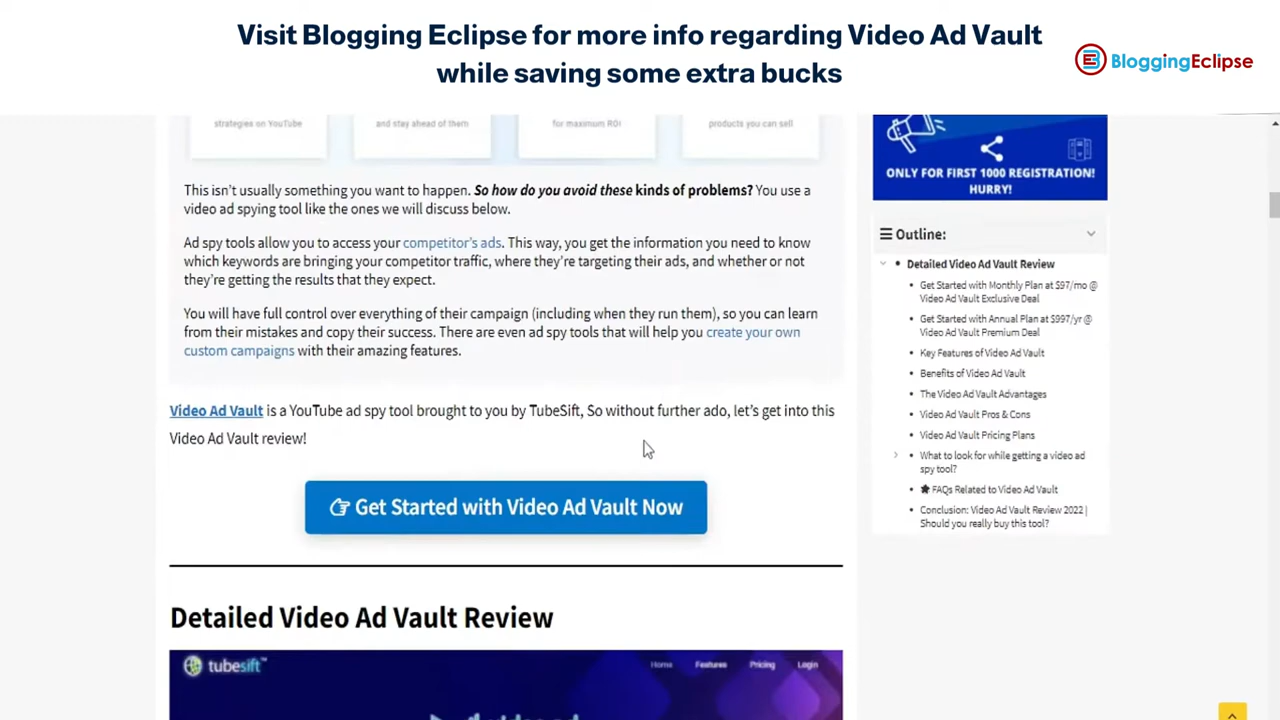 Visit Blogging Eclipse for more info regarding Video Ad Vault
while saving some extra bucks
BloggingEclipse
strategies on YouTube
and stay ahead of them
for maximum ROI
products you can sell
This isn't usually something you want to happen. So how do you avoid these kinds of problems? You use a
video ad spying tool like the ones we will discuss below.
Ad spy tools allow you to access your competitor's ads. This way, you get the information you need to know
which keywords are bringing your competitor traffic, where they're targeting their ads, and whether or not
they're getting the results that they expect.
You will have full control over everything of their campaign (including when they run them), so you can learn
from their mistakes and copy their success. There are even ad spy tools that will help you create your own
custom campaigns with their amazing features.
Video Ad Vault is a YouTube ad spy tool brought to you by TubeSift, So without further ado, let's get into this
Video Ad Vault review!
Get Started with Video Ad Vault Now
Detailed Video Ad Vault Review
tubesift™
Home
Features
Pricing
Login
ONLY FOR FIRST 1000 REGISTRATION!
HURRY!
Outline:
Detailed Video Ad Vault Review
Get Started with Monthly Plan at $97/mo @
Video Ad Vault Exclusive Deal
Get Started with Annual Plan at $997/yr @
Video Ad Vault Premium Deal
Key Features of Video Ad Vault
Benefits of Video Ad Vault
The Video Ad Vault Advantages
Video Ad Vault Pros & Cons
Video Ad Vault Pricing Plans
What to look for while getting a video ad
spy tool?
FAQs Related to Video Ad Vault
Conclusion: Video Ad Vault Review 2022 |
Should you really buy this tool?